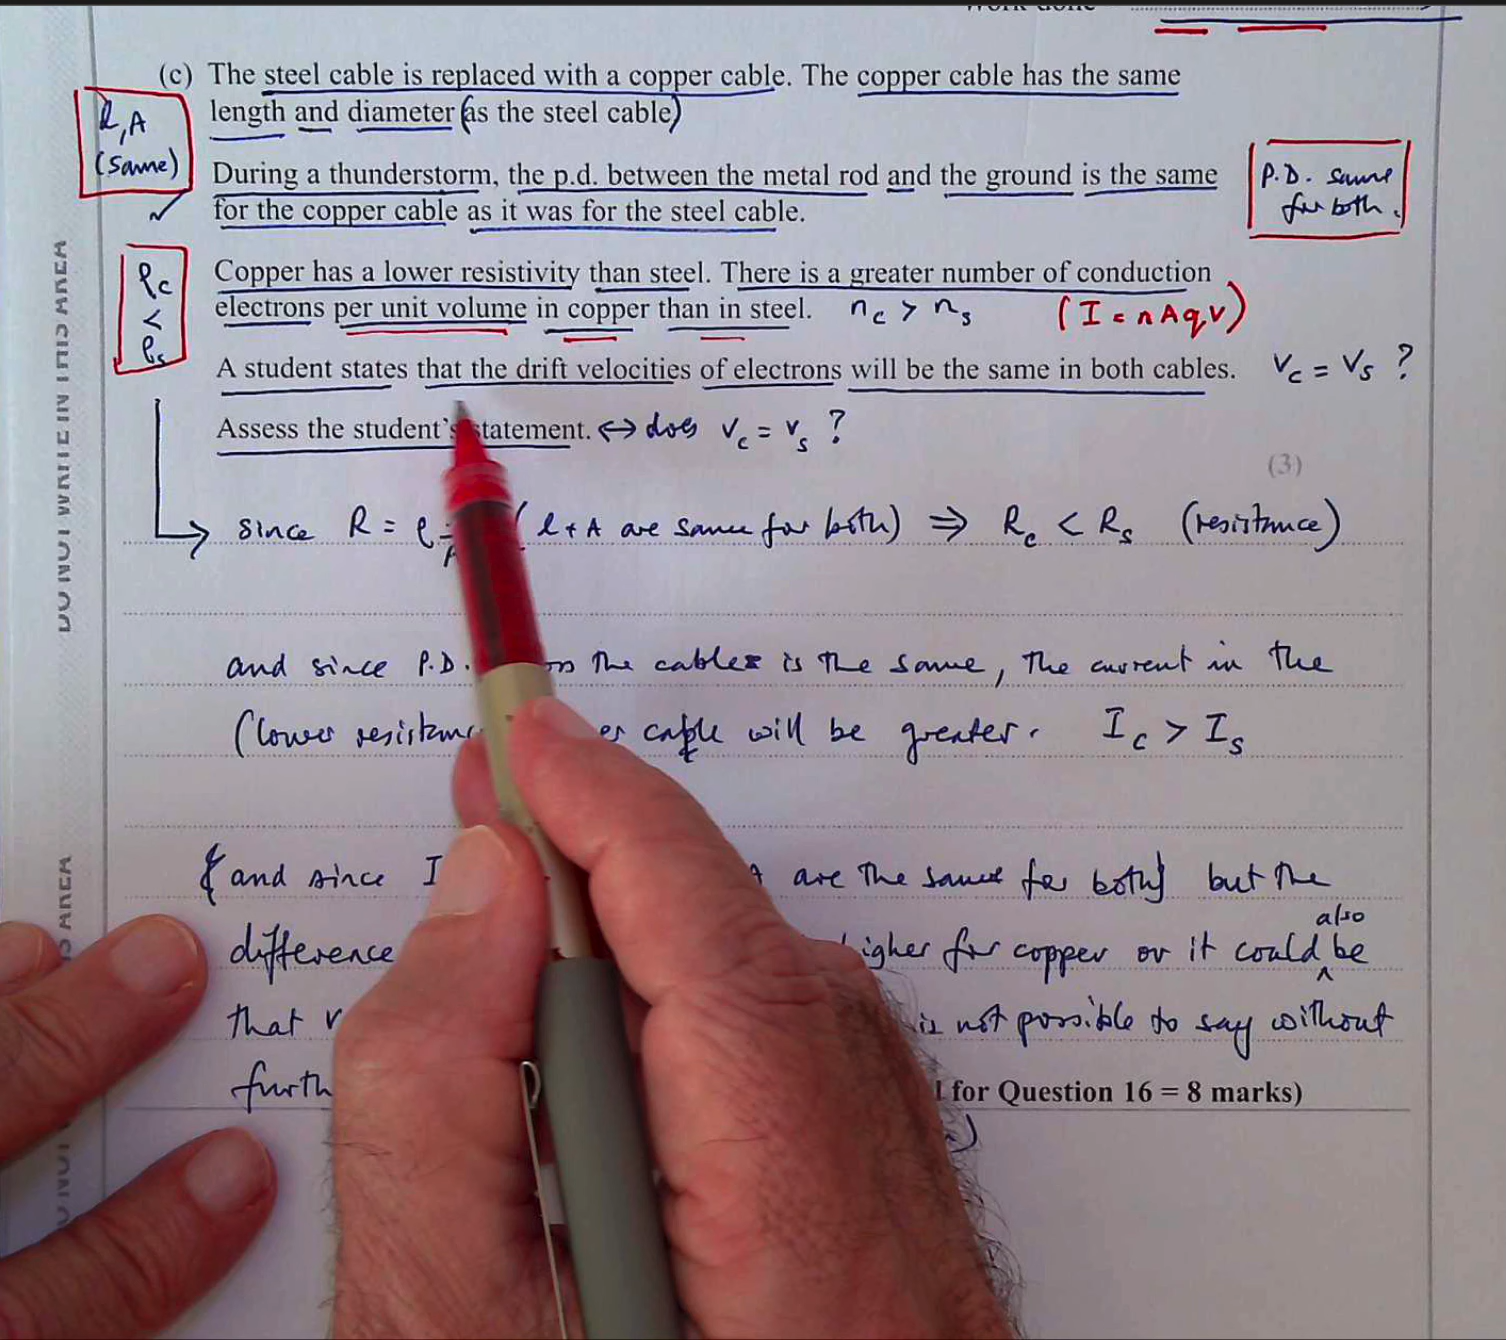 (c) The steel cable is replaced with a copper cable. The copper cable has the same
length and diameter (as the steel cable)
l, A
(same)
During a thunderstorm, the p.d. between the metal rod and the ground is the same
for the copper cable as it was for the steel cable.
P.D. same
for both.
ρc
<
ρs
Copper has a lower resistivity than steel. There is a greater number of conduction
electrons per unit volume in copper than in steel. nc > ns (I = nAqv)
A student states that the drift velocities of electrons will be the same in both cables. vc = vs ?
Assess the student's statement. ↔ does vc = vs ?
(3)
since R = ρ (l + A are same for both) ⇒ Rc < Rs (resistance)
and since P.D. the cables is the same, the current in the
(lower resistanc cable will be greater. Ic > Is
{and since I A are the same for both} but the
difference higher for copper or it could also be
that v is not possible to say without
furth for Question 16 = 8 marks)
DO NOT WRITE IN THIS AREA